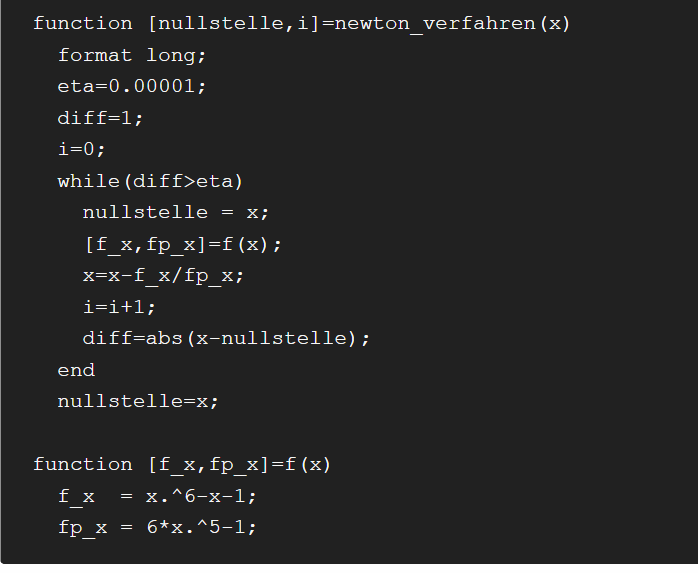 function [nullstelle,i]=newton_verfahren(x)
format long;
eta=0.00001;
diff=1;
i=0;
while(diff>eta)
nullstelle = x;
[f_x,fp_x]=f(x);
x=x-f_x/fp_x;
i=i+1;
diff=abs(x-nullstelle);
end
nullstelle=x;
function [f_x,fp_x]=f(x)
f_x  = x.^6-x-1;
fp_x = 6*x.^5-1;